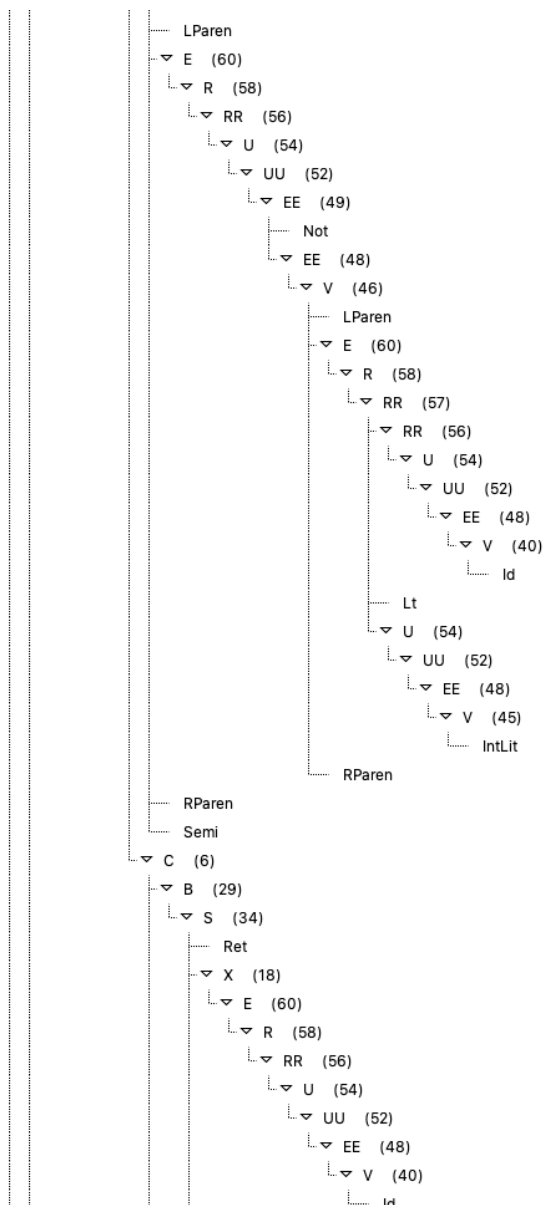 LParen
E (60)
R (58)
RR (56)
U (54)
UU (52)
EE (49)
Not
EE (48)
V (46)
LParen
E (60)
R (58)
RR (57)
RR (56)
U (54)
UU (52)
EE (48)
V (40)
Id
Lt
U (54)
UU (52)
EE (48)
V (45)
IntLit
RParen
RParen
Semi
C (6)
B (29)
S (34)
Ret
X (18)
E (60)
R (58)
RR (56)
U (54)
UU (52)
EE (48)
V (40)
Id